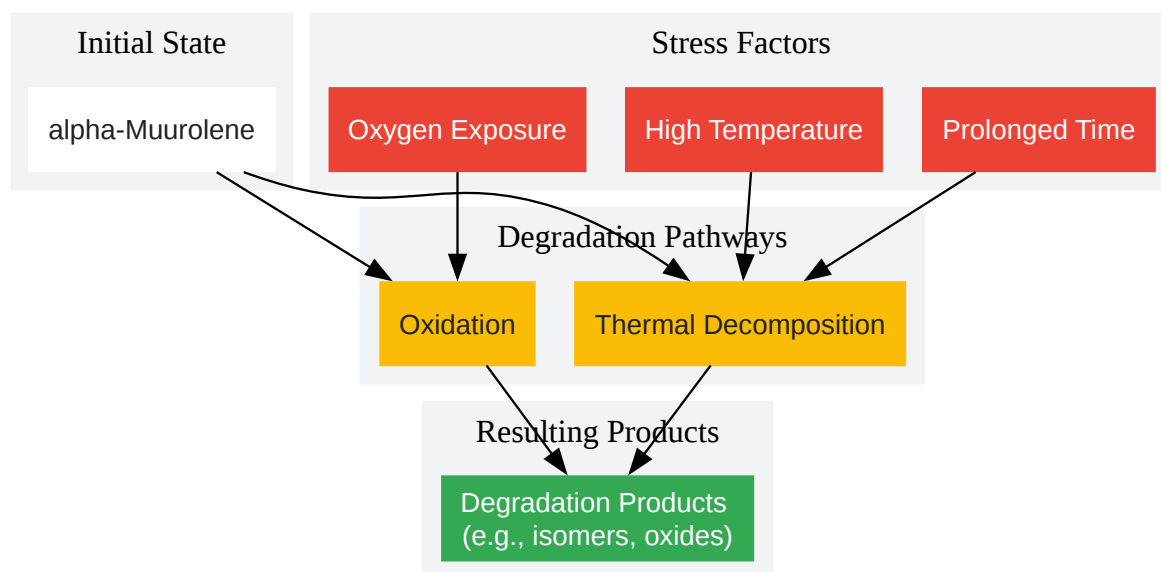 Initial State
Stress Factors
alpha-Muurolene
Oxygen Exposure
High Temperature
Prolonged Time
Degradation Pathways
Oxidation
Thermal Decomposition
Resulting Products
Degradation Products
(e.g., isomers, oxides)